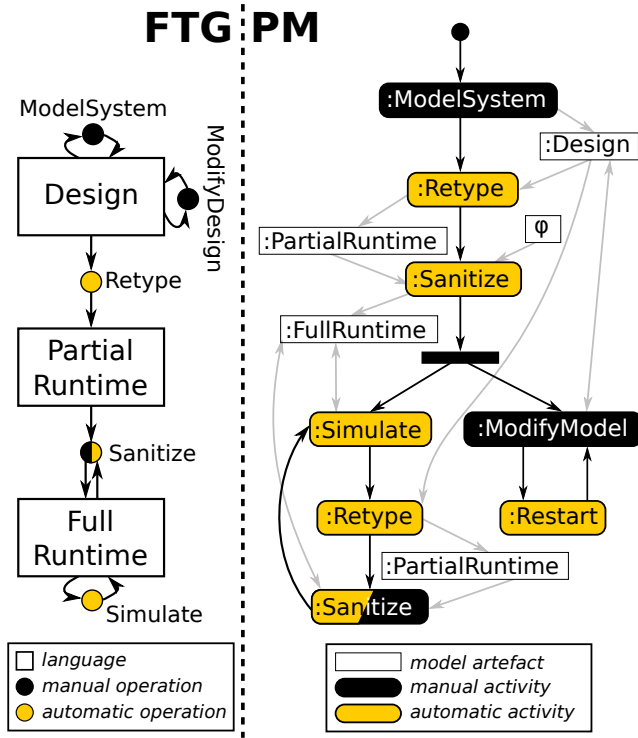 FTG PM
ModelSystem
Design
ModifyDesign
Retype
Partial
Runtime
Sanitize
Full
Runtime
Simulate
language
manual operation
automatic operation
:ModelSystem
:Design
:Retype
:PartialRuntime
φ
:Sanitize
:FullRuntime
:Simulate
:ModifyModel
:Retype
:Restart
:PartialRuntime
:Sanitize
model artefact
manual activity
automatic activity